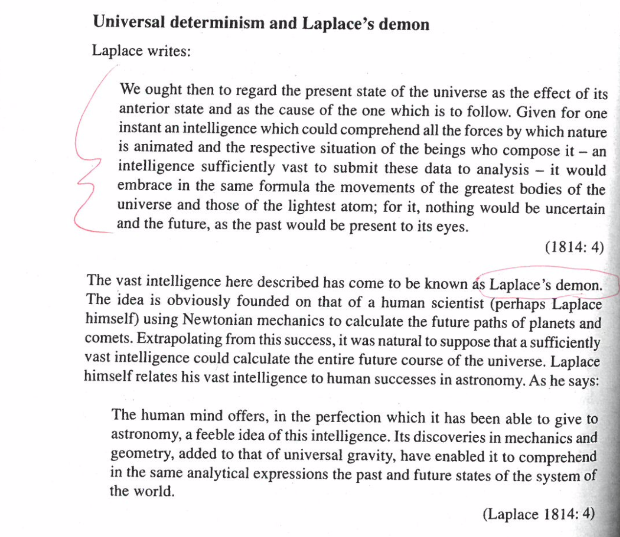 Universal determinism and Laplace's demon
Laplace writes:
We ought then to regard the present state of the universe as the effect of its
anterior state and as the cause of the one which is to follow. Given for one
instant an intelligence which could comprehend all the forces by which nature
is animated and the respective situation of the beings who compose it – an
intelligence sufficiently vast to submit these data to analysis – it would
embrace in the same formula the movements of the greatest bodies of the
universe and those of the lightest atom; for it, nothing would be uncertain
and the future, as the past would be present to its eyes.
(1814: 4)
The vast intelligence here described has come to be known as Laplace's demon.
The idea is obviously founded on that of a human scientist (perhaps Laplace
himself) using Newtonian mechanics to calculate the future paths of planets and
comets. Extrapolating from this success, it was natural to suppose that a sufficiently
vast intelligence could calculate the entire future course of the universe. Laplace
himself relates his vast intelligence to human successes in astronomy. As he says:
The human mind offers, in the perfection which it has been able to give to
astronomy, a feeble idea of this intelligence. Its discoveries in mechanics and
geometry, added to that of universal gravity, have enabled it to comprehend
in the same analytical expressions the past and future states of the system of
the world.
(Laplace 1814: 4)